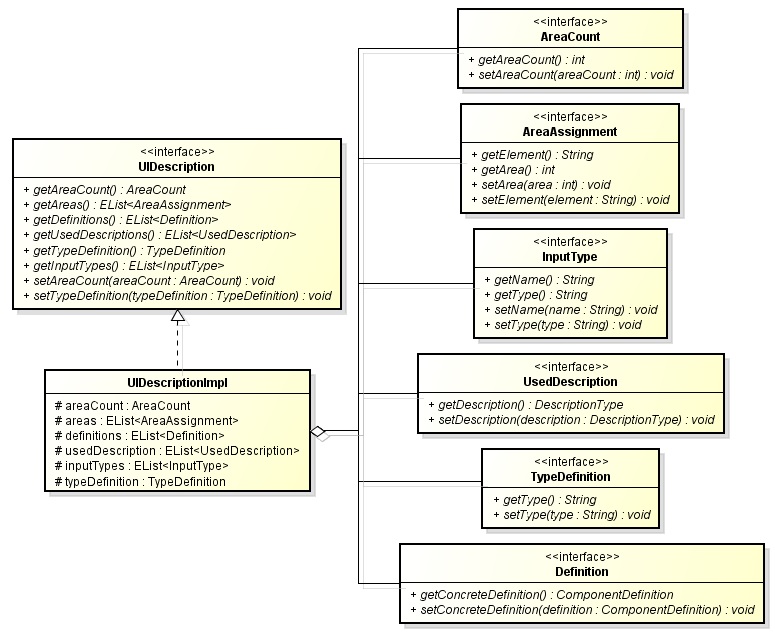 <<interface>>
UIDescription
+ getAreaCount() : AreaCount
+ getAreas() : EList<AreaAssignment>
+ getDefinitions() : EList<Definition>
+ getUsedDescriptions() : EList<UsedDescription>
+ getTypeDefinition() : TypeDefinition
+ getInputTypes() : EList<InputType>
+ setAreaCount(areaCount : AreaCount) : void
+ setTypeDefinition(typeDefinition : TypeDefinition) : void
UIDescriptionImpl
# areaCount : AreaCount
# areas : EList<AreaAssignment>
# definitions : EList<Definition>
# usedDescription : EList<UsedDescription>
# inputTypes : EList<InputType>
# typeDefinition : TypeDefinition
<<interface>>
AreaCount
+ getAreaCount() : int
+ setAreaCount(areaCount : int) : void
<<interface>>
AreaAssignment
+ getElement() : String
+ getArea() : int
+ setArea(area : int) : void
+ setElement(element : String) : void
<<interface>>
InputType
+ getName() : String
+ getType() : String
+ setName(name : String) : void
+ setType(type : String) : void
<<interface>>
UsedDescription
+ getDescription() : DescriptionType
+ setDescription(description : DescriptionType) : void
<<interface>>
TypeDefinition
+ getType() : String
+ setType(type : String) : void
<<interface>>
Definition
+ getConcreteDefinition() : ComponentDefinition
+ setConcreteDefinition(definition : ComponentDefinition) : void